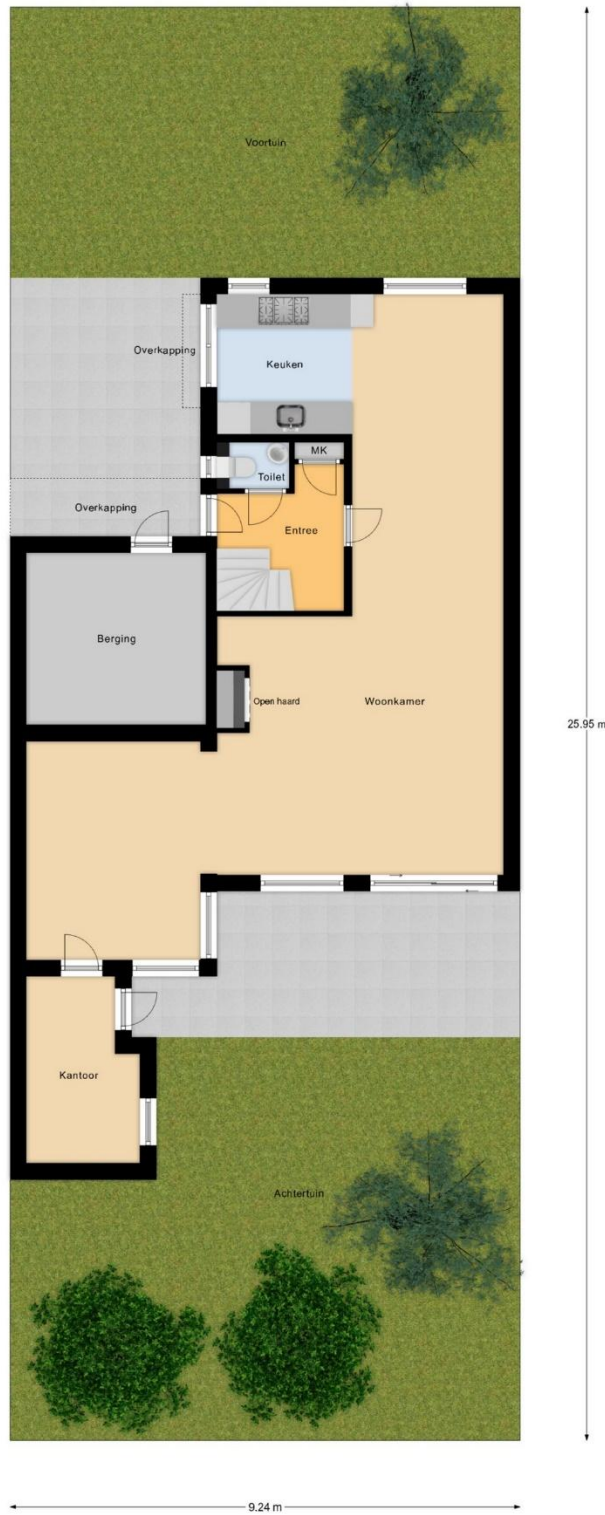 Voortuin
Overkapping
Keuken
MK
Toilet
Overkapping
Entree
Berging
Open haard
Woonkamer
25.95 m
Kantoor
Achtertuin
9.24 m